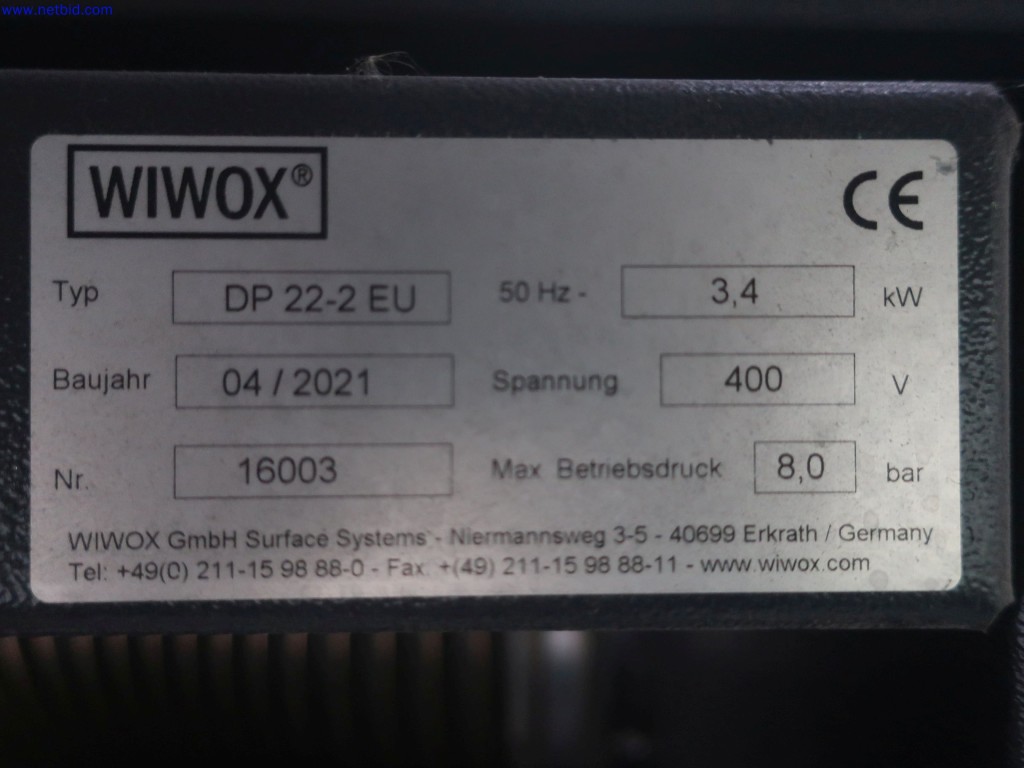 www.netbid.com
WIWOX®
CE
Typ DP 22-2 EU 50 Hz - 3,4 kW
Baujahr 04 / 2021 Spannung 400 V
Nr. 16003 Max Betriebsdruck 8,0 bar
WIWOX GmbH Surface Systems - Niermannsweg 3-5 - 40699 Erkrath / Germany
Tel: +49(0) 211-15 98 88-0 - Fax. +(49) 211-15 98 88-11 - www.wiwox.com